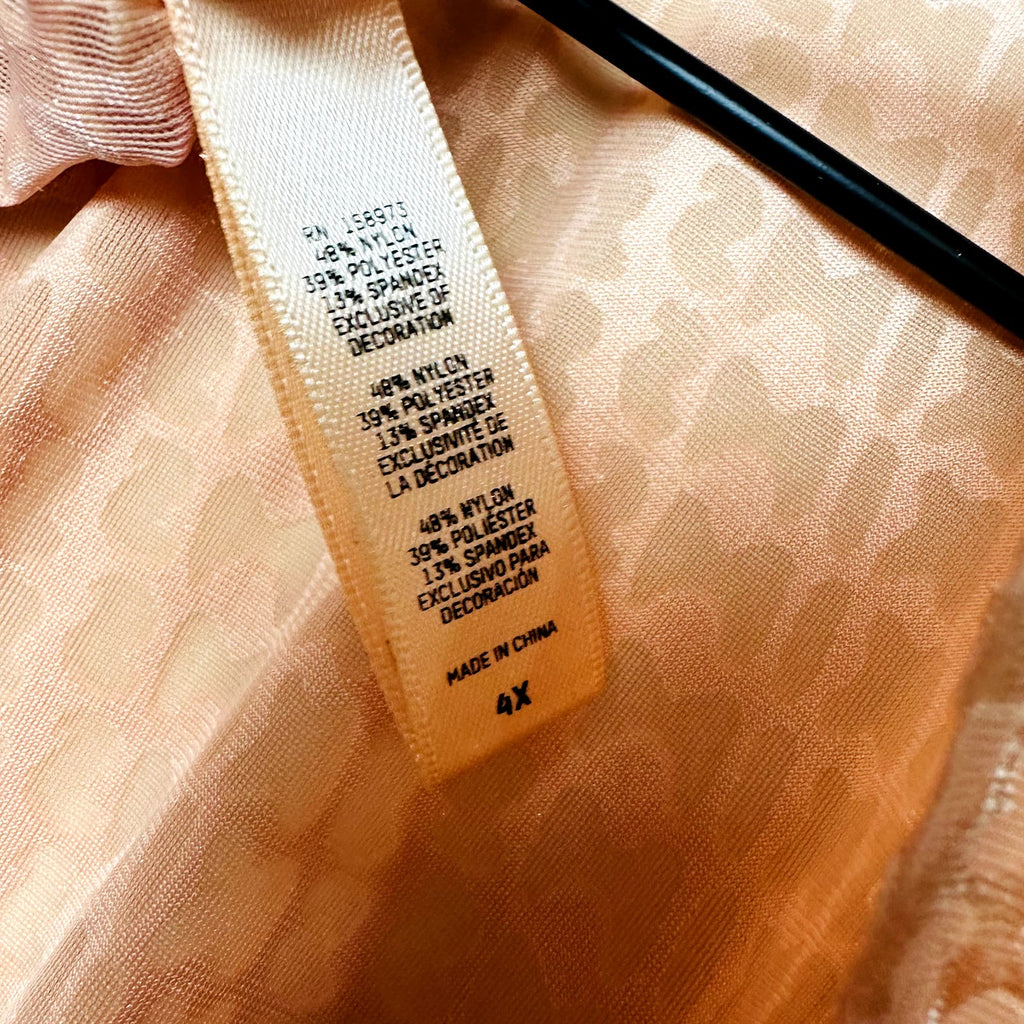 RN 158973
48% NYLON
39% POLYESTER
13% SPANDEX
EXCLUSIVE OF
DECORATION
48% NYLON
39% POLYESTER
13% SPANDEX
EXCLUSIVITÉ DE
LA DÉCORATION
48% NYLON
39% POLIÉSTER
13% SPANDEX
EXCLUSIVO PARA
DECORACIÓN
MADE IN CHINA
4X